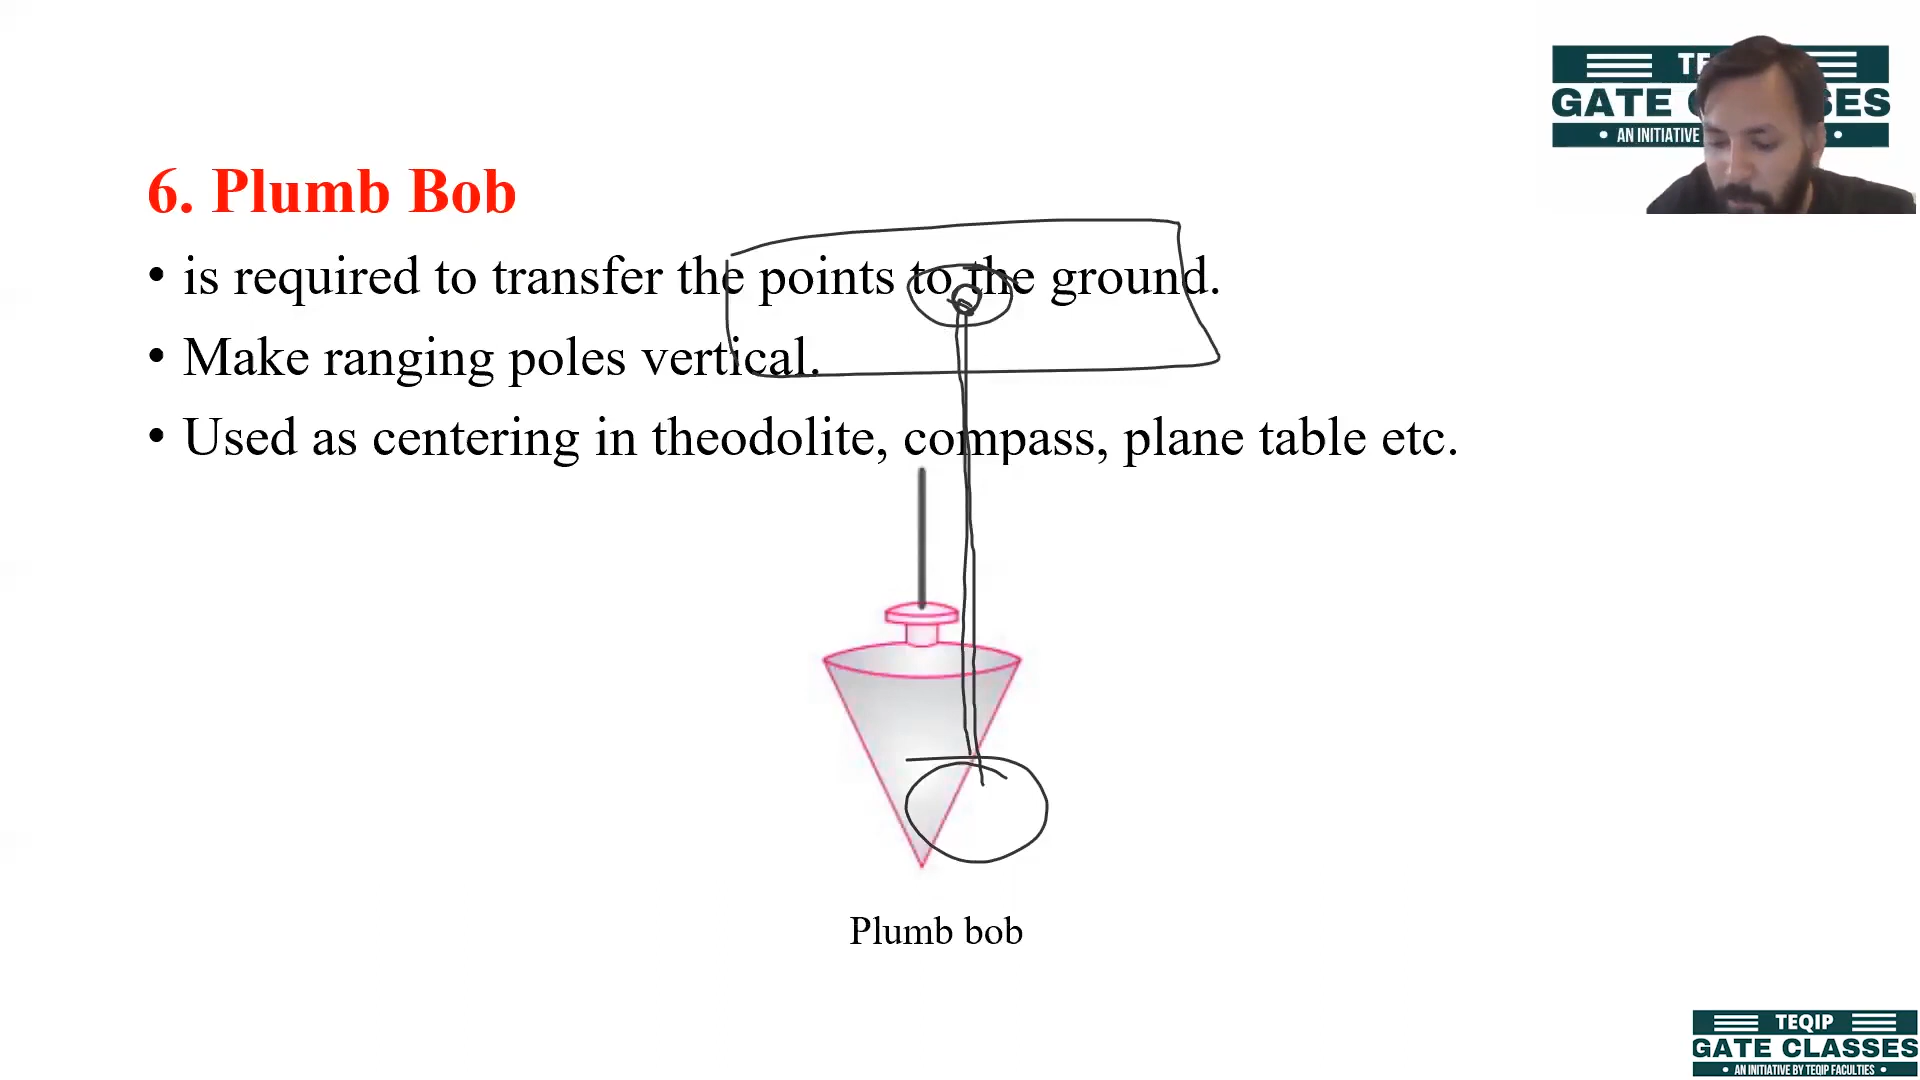 GATE CLASSES
• AN INITIATIVE
6. Plumb Bob
• is required to transfer the points to the ground.
• Make ranging poles vertical.
• Used as centering in theodolite, compass, plane table etc.
Plumb bob
TEQIP
GATE CLASSES
• AN INITIATIVE BY TEQIP FACULTIES •